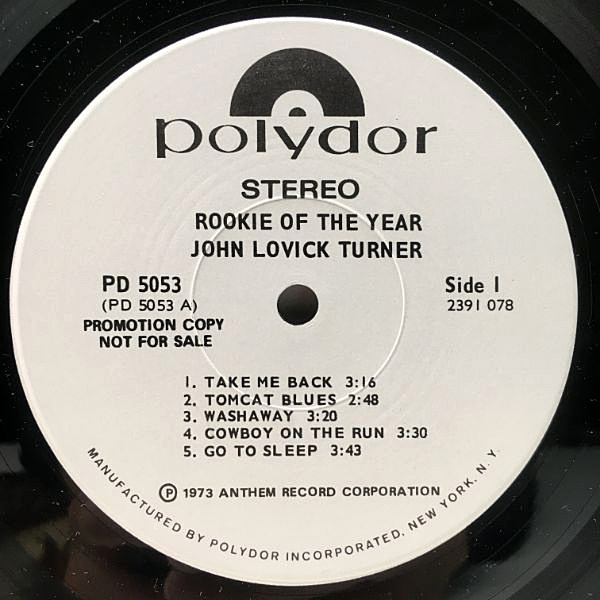 polydor
STEREO
ROOKIE OF THE YEAR
JOHN LOVICK TURNER
PD 5053
(PD 5053 A)
PROMOTION COPY
NOT FOR SALE
Side I
2391 078
1. TAKE ME BACK 3:16
2. TOMCAT BLUES 2:48
3. WASHAWAY 3:20
4. COWBOY ON THE RUN 3:30
5. GO TO SLEEP 3:43
Ⓟ 1973 ANTHEM RECORD CORPORATION
MANUFACTURED BY POLYDOR INCORPORATED, NEW YORK, N.Y.